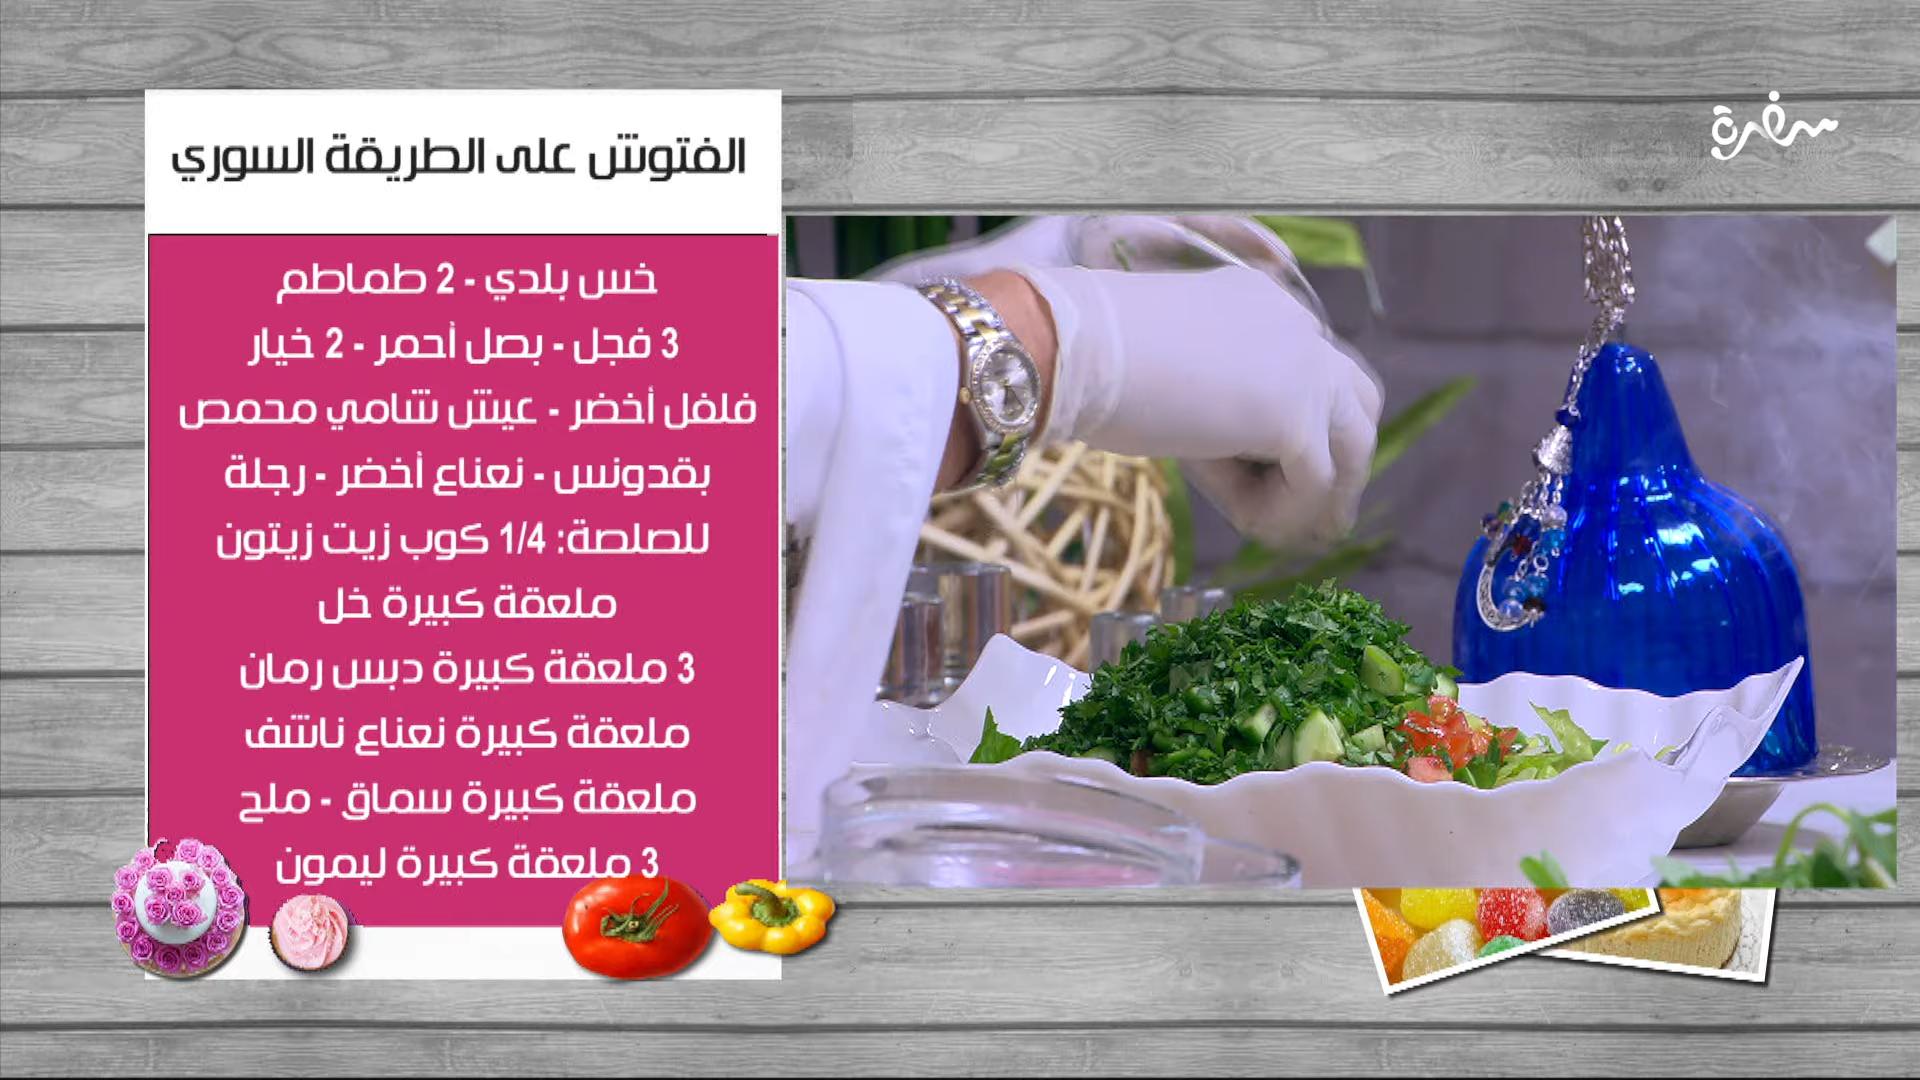 سفرة
الفتوش على الطريقة السوري
خس بلدي - 2 طماطم
3 فجل - بصل أحمر - 2 خيار
فلفل أخضر - عيش شامي محمص
بقدونس - نعناع أخضر - رجلة
للصلصة: 1/4 كوب زيت زيتون
ملعقة كبيرة خل
3 ملعقة كبيرة دبس رمان
ملعقة كبيرة نعناع ناشف
ملعقة كبيرة سماق - ملح
3 ملعقة كبيرة ليمون